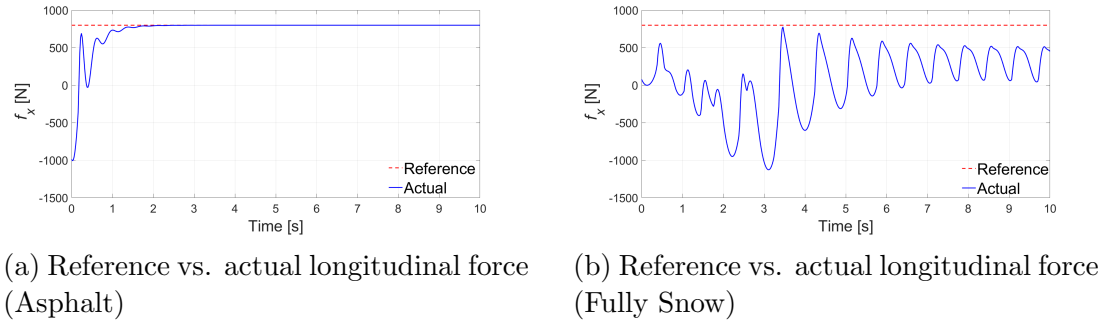 1000
500
0
-500
-1000
-1500
f_x [N]
0 1 2 3 4 5 6 7 8 9 10
Time [s]
Reference
Actual
(a) Reference vs. actual longitudinal force
(Asphalt)
1000
500
0
-500
-1000
-1500
f_x [N]
0 1 2 3 4 5 6 7 8 9 10
Time [s]
Reference
Actual
(b) Reference vs. actual longitudinal force
(Fully Snow)